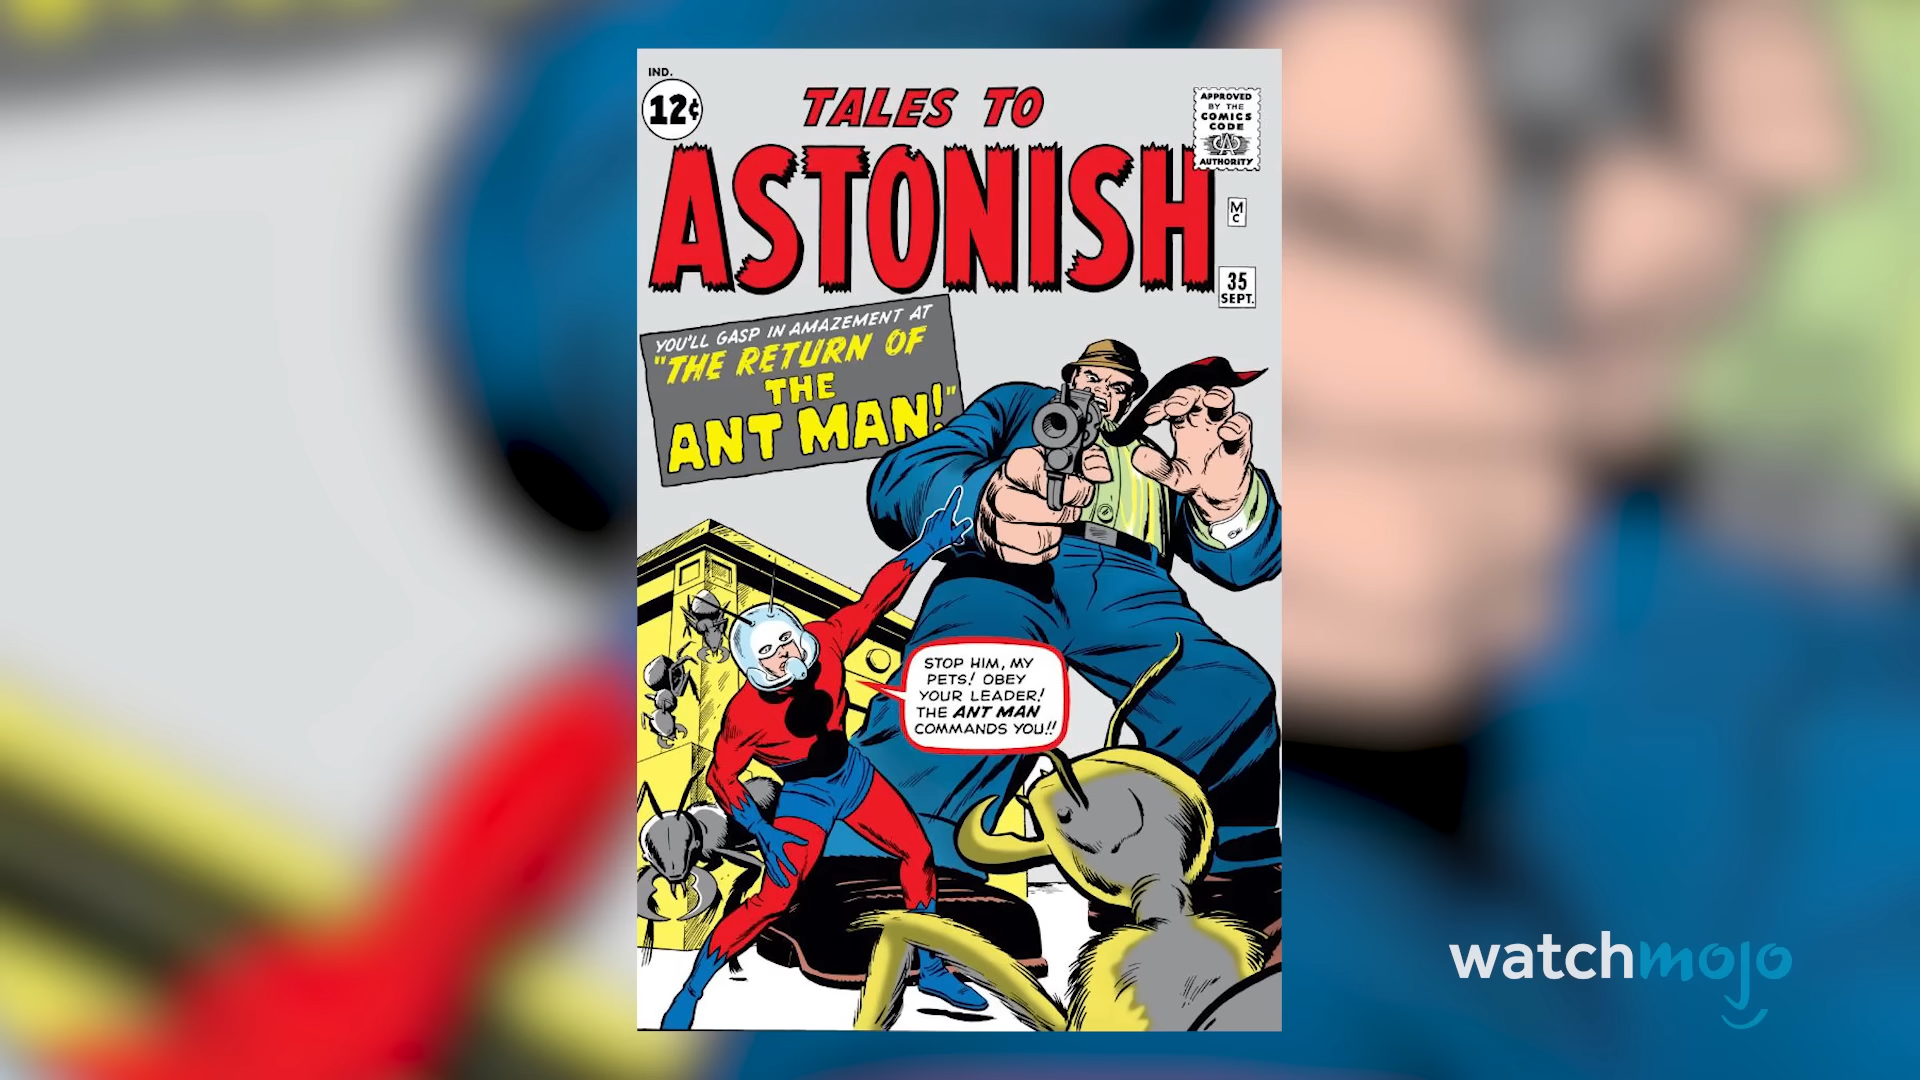 IND.
12¢
TALES TO
ASTONISH
APPROVED
BY THE
COMICS
CODE
CA
AUTHORITY
M
C
35
SEPT.
YOU'LL GASP IN AMAZEMENT AT
"THE RETURN OF
THE
ANT MAN!"
STOP HIM, MY
PETS! OBEY
YOUR LEADER!
THE ANT MAN
COMMANDS YOU!!
watchmojo